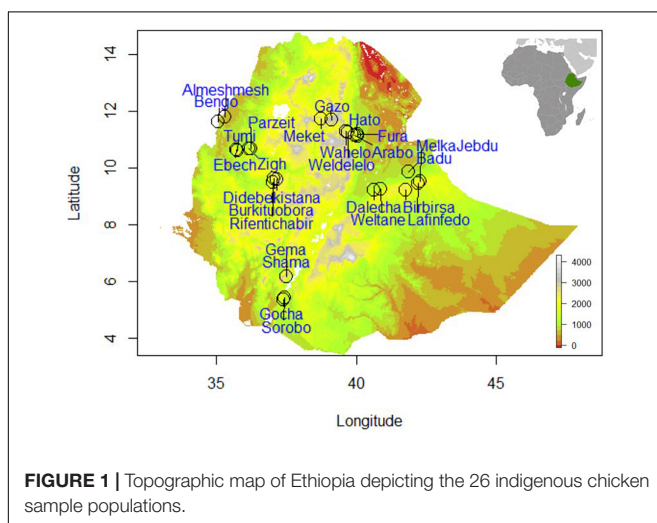 14
12
10
8
6
4
Latitude
Almeshmesh
Bengo
Parzeit
Tumi
Ebech
Zigh
Gazo
Hato
Meket
Fura
Wahelo
Arabo
Weldelelo
MelkaJebdu
Badu
Didebekistana
Burkituobora
Rifentichabir
Dalecha
Weltane
Birbirsa
Lafinfedo
Gema
Shama
Gocha
Sorobo
4000
3000
2000
1000
0
35
40
45
Longitude
FIGURE 1 | Topographic map of Ethiopia depicting the 26 indigenous chicken
sample populations.